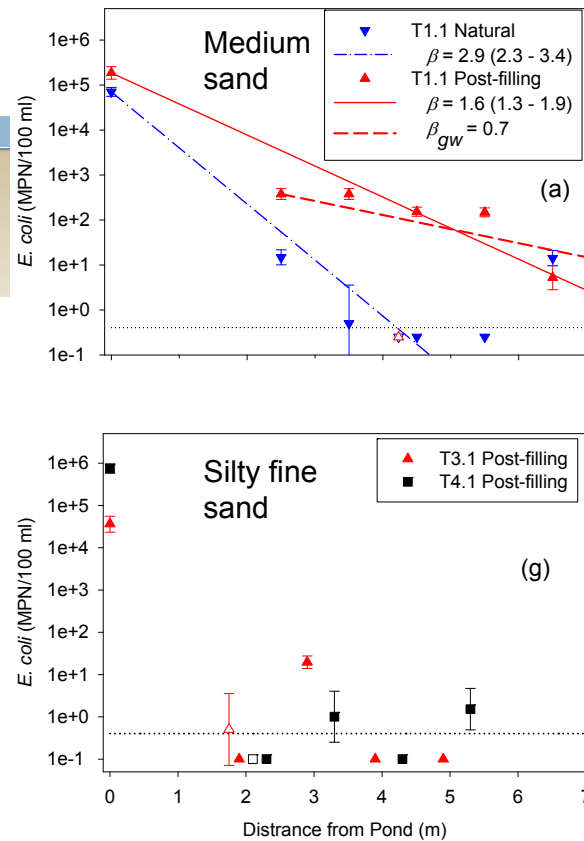 1e+6
1e+5
1e+4
1e+3
1e+2
1e+1
1e+0
1e-1
E. coli (MPN/100 ml)
Medium
sand
T1.1 Natural
β = 2.9 (2.3 - 3.4)
T1.1 Post-filling
β = 1.6 (1.3 - 1.9)
βgw = 0.7
(a)
1e+6
1e+5
1e+4
1e+3
1e+2
1e+1
1e+0
1e-1
E. coli (MPN/100 ml)
Silty fine
sand
T3.1 Post-filling
T4.1 Post-filling
(g)
0 1 2 3 4 5 6 7
Distrance from Pond (m)